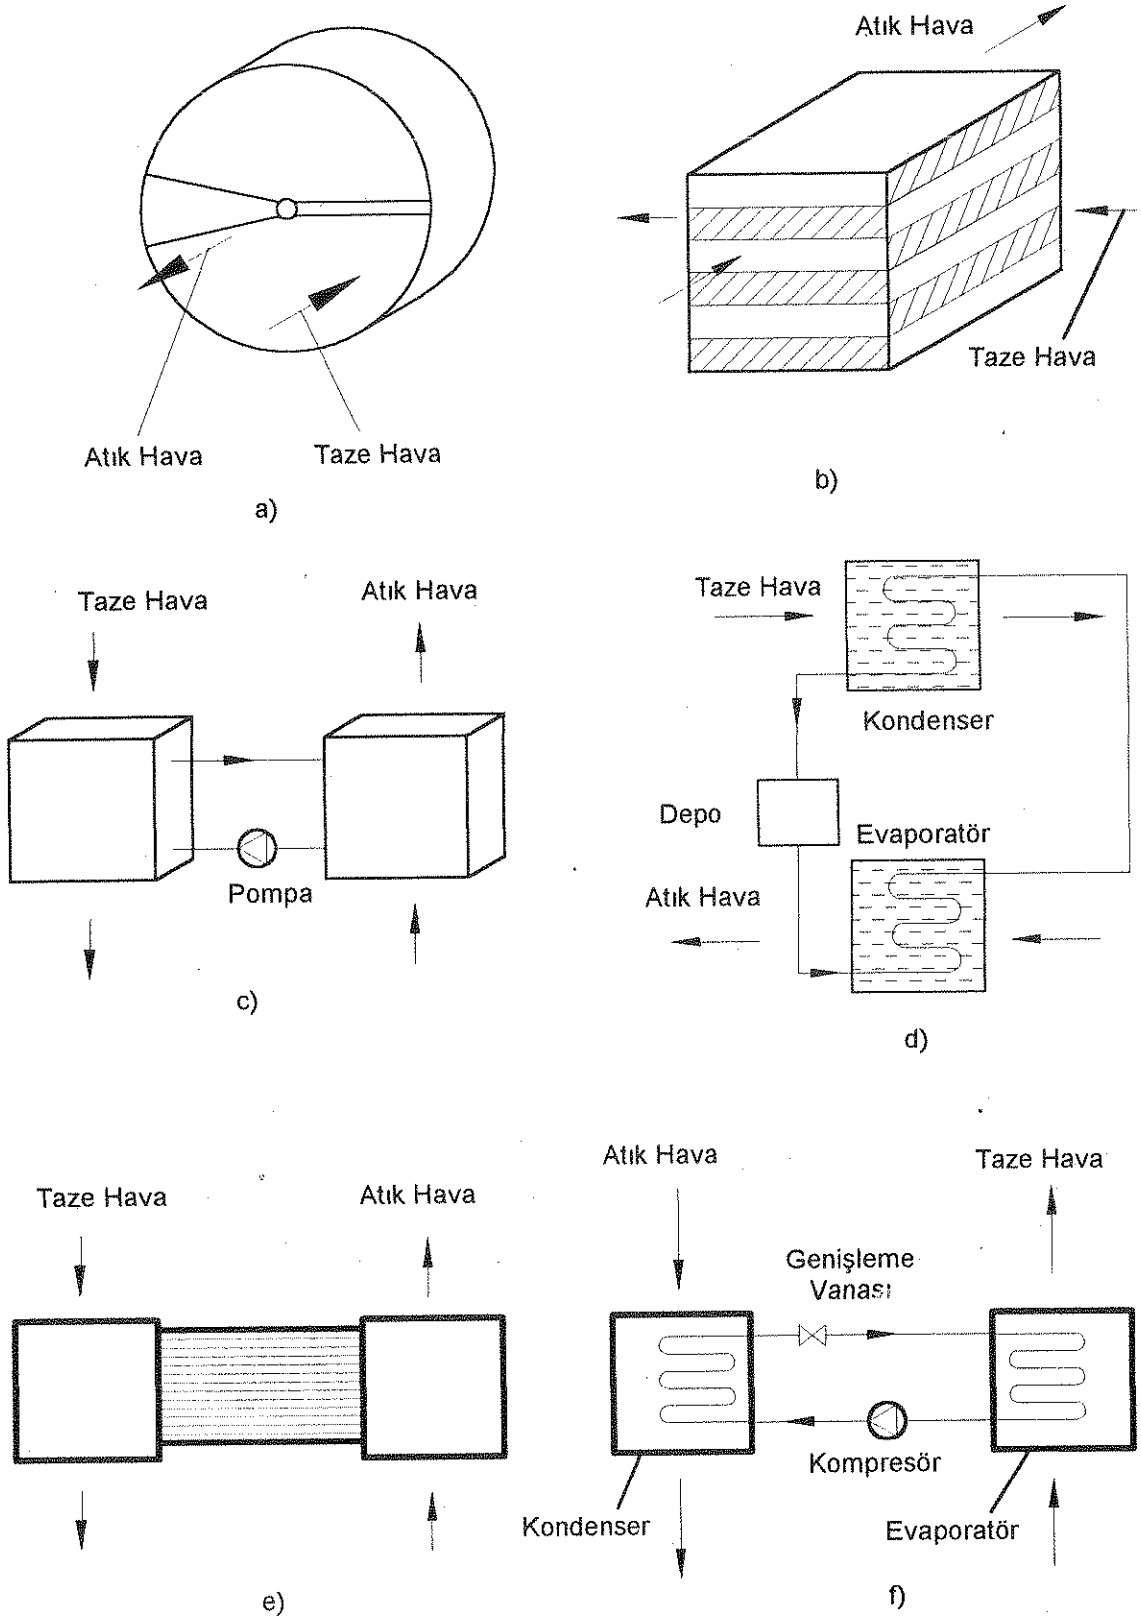 Atık Hava
Taze Hava
Atık Hava
Taze Hava
a)
b)
Taze Hava
Atık Hava
Pompa
c)
Taze Hava
Kondenser
Depo
Evaporatör
Atık Hava
d)
Taze Hava
Atık Hava
e)
Atık Hava
Taze Hava
Genişleme
Vanası
Kompresör
Kondenser
Evaporatör
f)